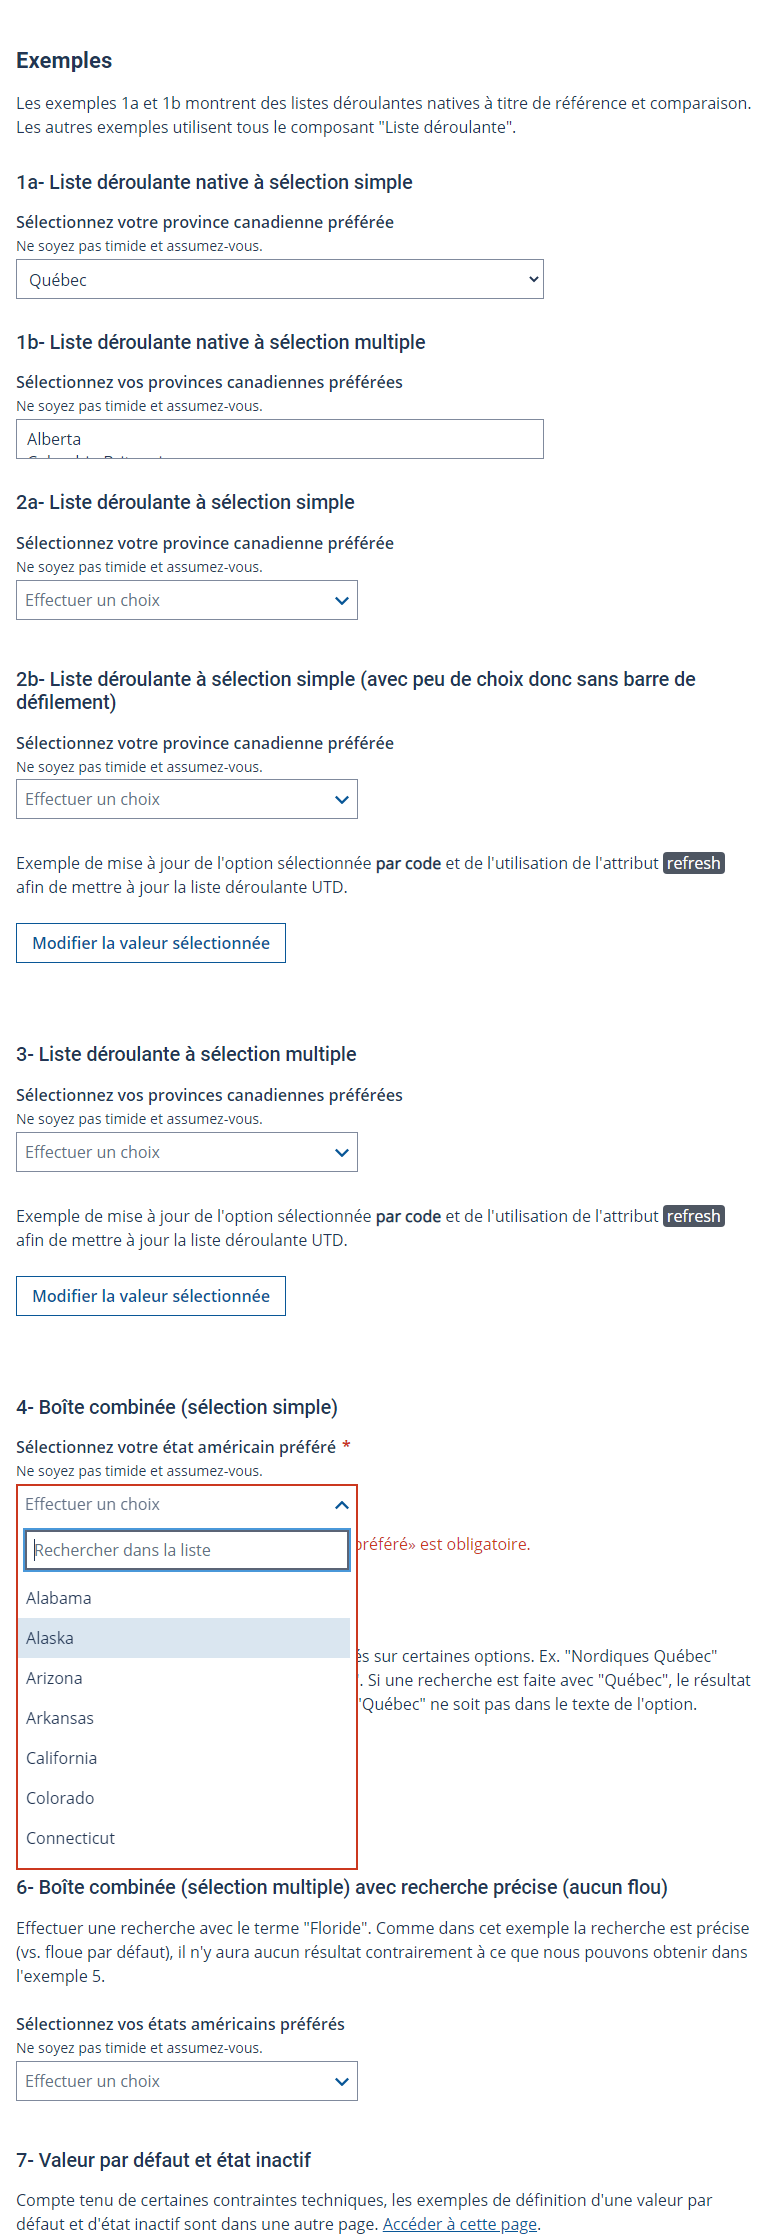 Exemples
Les exemples 1a et 1b montrent des listes déroulantes natives à titre de référence et comparaison.
Les autres exemples utilisent tous le composant "Liste déroulante".
1a- Liste déroulante native à sélection simple
Sélectionnez votre province canadienne préférée
Ne soyez pas timide et assumez-vous.
Québec
1b- Liste déroulante native à sélection multiple
Sélectionnez vos provinces canadiennes préférées
Ne soyez pas timide et assumez-vous.
Alberta
2a- Liste déroulante à sélection simple
Sélectionnez votre province canadienne préférée
Ne soyez pas timide et assumez-vous.
Effectuer un choix
2b- Liste déroulante à sélection simple (avec peu de choix donc sans barre de
défilement)
Sélectionnez votre province canadienne préférée
Ne soyez pas timide et assumez-vous.
Effectuer un choix
Exemple de mise à jour de l'option sélectionnée par code et de l'utilisation de l'attribut refresh
afin de mettre à jour la liste déroulante UTD.
Modifier la valeur sélectionnée
3- Liste déroulante à sélection multiple
Sélectionnez vos provinces canadiennes préférées
Ne soyez pas timide et assumez-vous.
Effectuer un choix
Exemple de mise à jour de l'option sélectionnée par code et de l'utilisation de l'attribut refresh
afin de mettre à jour la liste déroulante UTD.
Modifier la valeur sélectionnée
4- Boîte combinée (sélection simple)
Sélectionnez votre état américain préféré *
Ne soyez pas timide et assumez-vous.
Effectuer un choix
Rechercher dans la liste
préféré» est obligatoire.
Alabama
Alaska
sur certaines options. Ex. "Nordiques Québec"
Arizona
. Si une recherche est faite avec "Québec", le résultat
"Québec" ne soit pas dans le texte de l'option.
Arkansas
California
Colorado
Connecticut
6- Boîte combinée (sélection multiple) avec recherche précise (aucun flou)
Effectuer une recherche avec le terme "Floride". Comme dans cet exemple la recherche est précise
(vs. floue par défaut), il n'y aura aucun résultat contrairement à ce que nous pouvons obtenir dans
l'exemple 5.
Sélectionnez vos états américains préférés
Ne soyez pas timide et assumez-vous.
Effectuer un choix
7- Valeur par défaut et état inactif
Compte tenu de certaines contraintes techniques, les exemples de définition d'une valeur par
défaut et d'état inactif sont dans une autre page. Accéder à cette page.